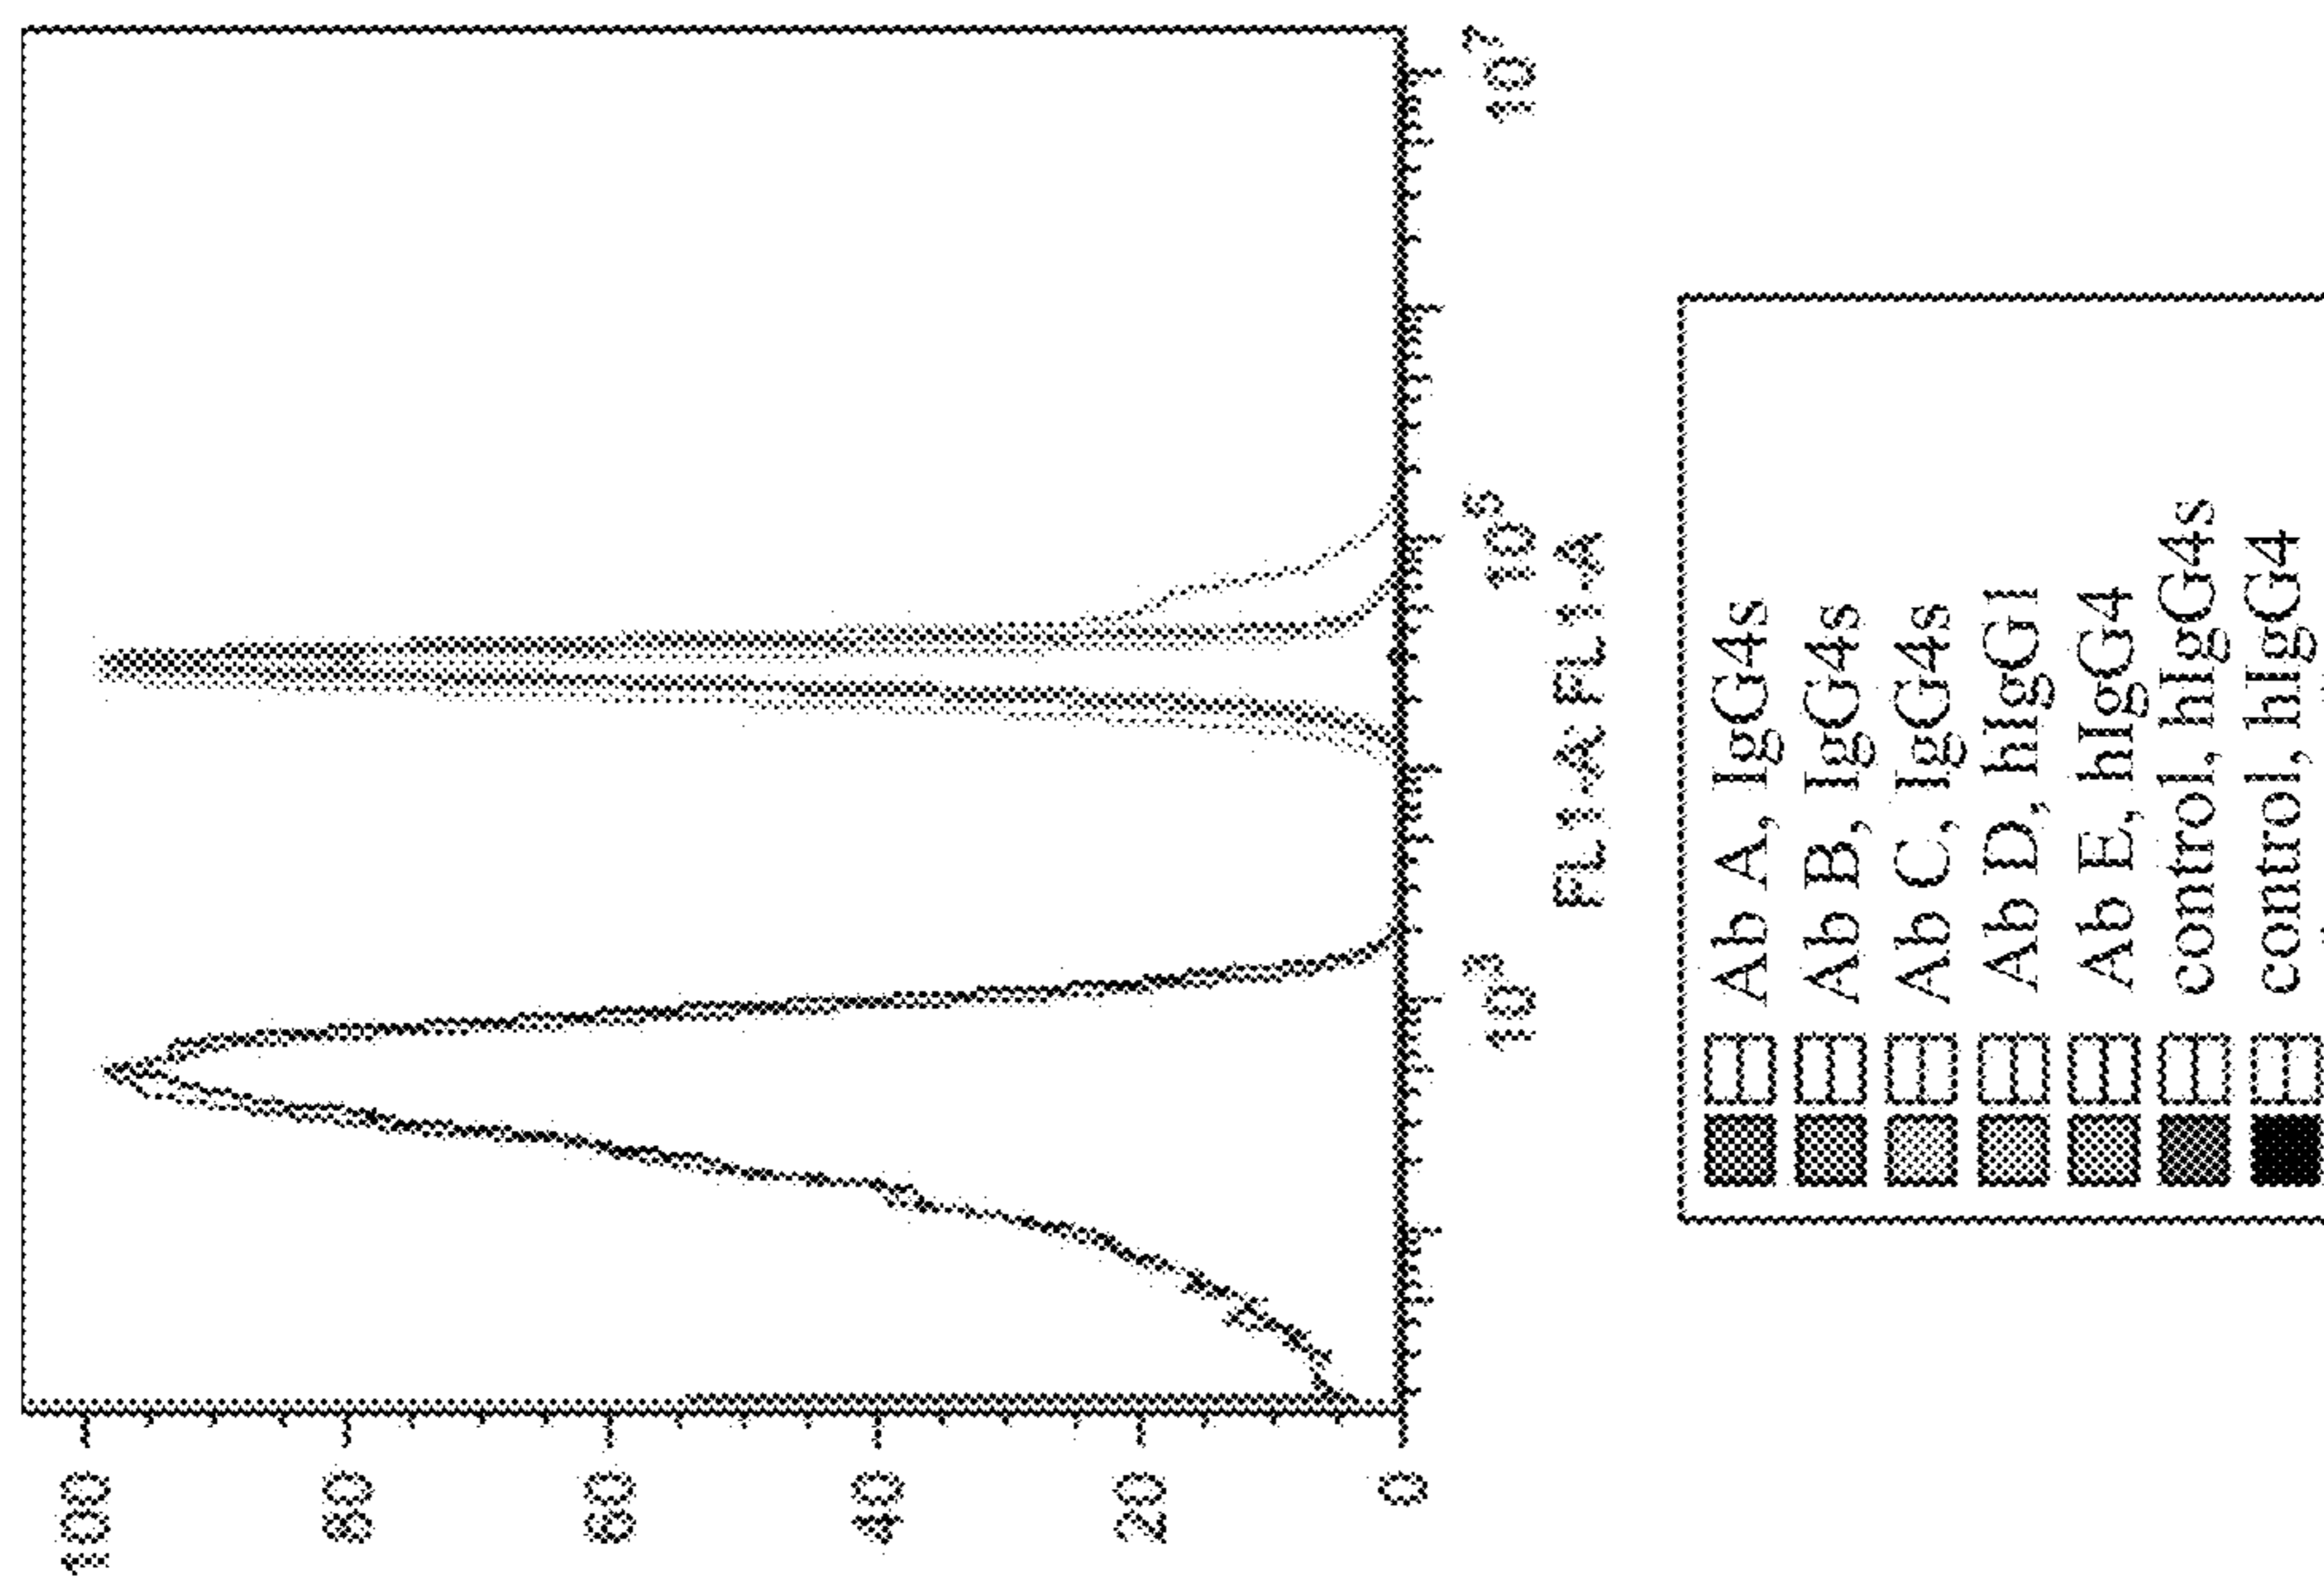 100
80
60
40
20
0
10^3
10^5
10^7
FL1-A FL1-A
Ab A, IgG4s
Ab B, IgG4s
Ab C, IgG4s
Ab D, hIgG1
Ab E, hIgG4
control, hIgG4s
control, hIgG4